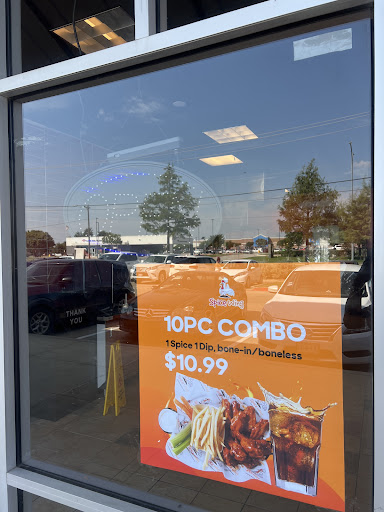 THANK
YOU
Spice wing
10PC COMBO
1 Spice 1 Dip, bone-in/boneless
$10.99